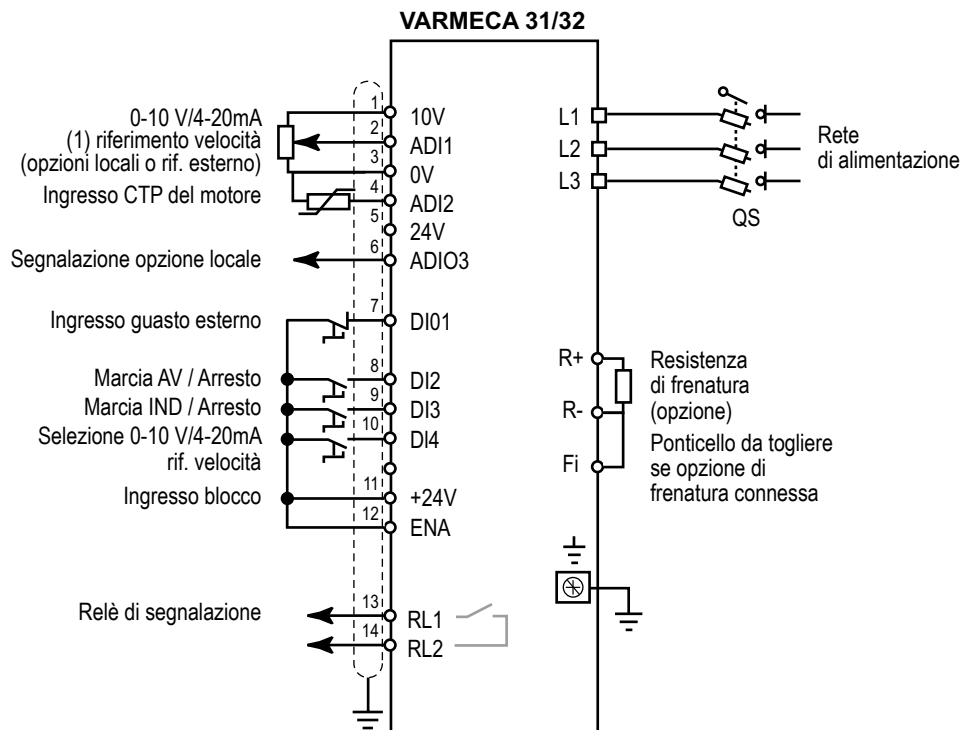 VARMECA 31/32
0-10 V/4-20mA
(1) riferimento velocità
(opzioni locali o rif. esterno)
Ingresso CTP del motore
Segnalazione opzione locale
Ingresso guasto esterno
Marcia AV / Arresto
Marcia IND / Arresto
Selezione 0-10 V/4-20mA
rif. velocità
Ingresso blocco
Relè di segnalazione
1 10V
2 ADI1
3 0V
4 ADI2
5 24V
6 ADIO3
7 DI01
8 DI2
9 DI3
10 DI4
11 +24V
12 ENA
13 RL1
14 RL2
L1
L2
L3
QS
Rete
di alimentazione
R+
R-
Fi
Resistenza
di frenatura
(opzione)
Ponticello da togliere
se opzione di
frenatura connessa